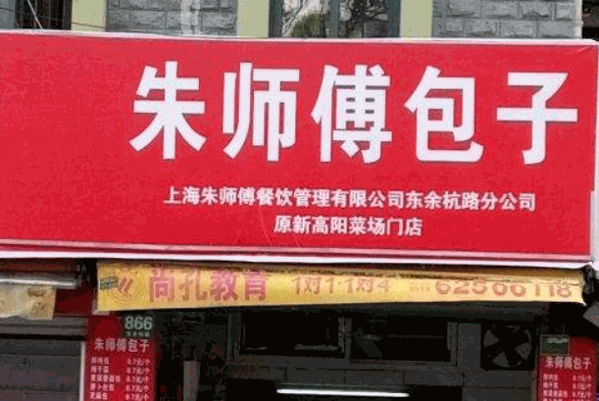 朱师傅包子
上海朱师傅餐饮管理有限公司东余杭路分公司
原新高阳菜场门店
尚孔教育 1对1·1对4 62566118
866
朱师傅包子
朱师傅包子